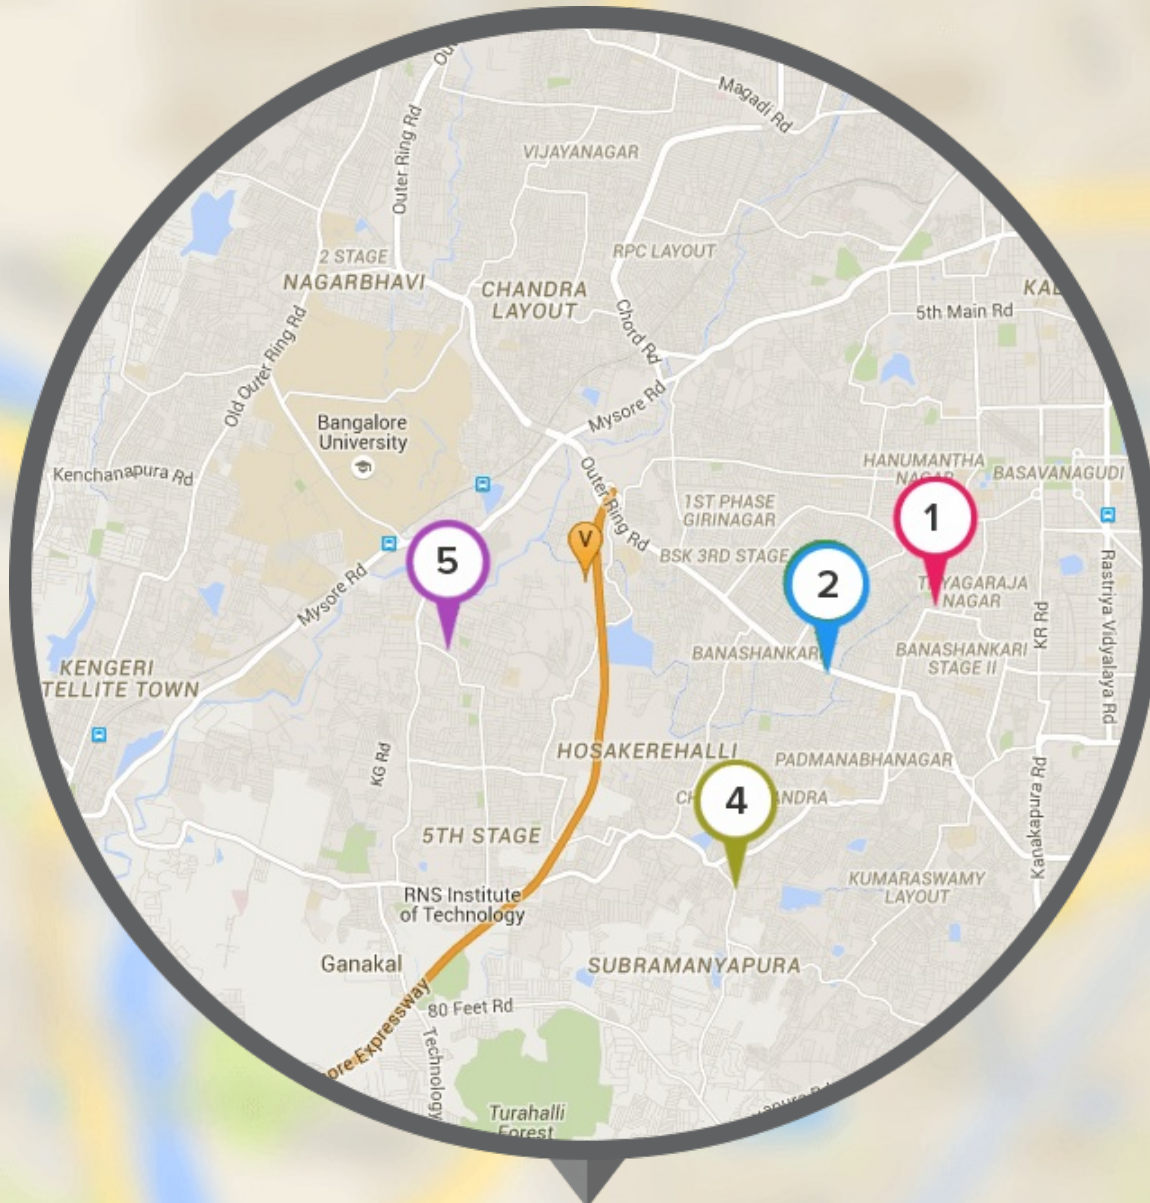 Magadi Rd
Outer Ring Rd
VIJAYANAGAR
2 STAGE
NAGARBHAVI
RPC LAYOUT
CHANDRA
LAYOUT
5th Main Rd
Chord Rd
Old Outer Ring Rd
Mysore Rd
Bangalore
University
Kenchanapura Rd
Outer Ring Rd
HANUMANTHA
BASAVANAGUDI
1ST PHASE
GIRINAGAR
1
V
BSK 3RD STAGE
5
2
NAGAR
Rastriya Vidyalaya Rd
Mysore Rd
KR Rd
BANASHANKARI
STAGE II
KENGERI
TELLITE TOWN
HOSAKEREHALLI
PADMANABHANAGAR
KG Rd
4
5TH STAGE
Kanakapura Rd
KUMARASWAMY
LAYOUT
RNS Institute
of Technology
Ganakal
SUBRAMANYAPURA
80 Feet Rd
ore Expressway
Technology
Turahalli
Forest